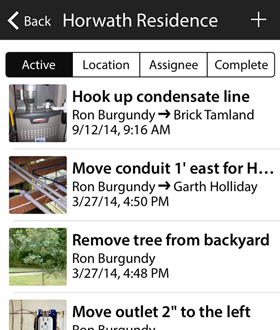 Back Horwath Residence +
Active Location Assignee Complete
Hook up condensate line
Ron Burgundy → Brick Tamland
9/12/14, 9:16 AM
Move conduit 1' east for H...
Ron Burgundy → Garth Holliday
3/27/14, 4:50 PM
Remove tree from backyard
Ron Burgundy
3/27/14, 4:48 PM
Move outlet 2" to the left
Ron Burgundy